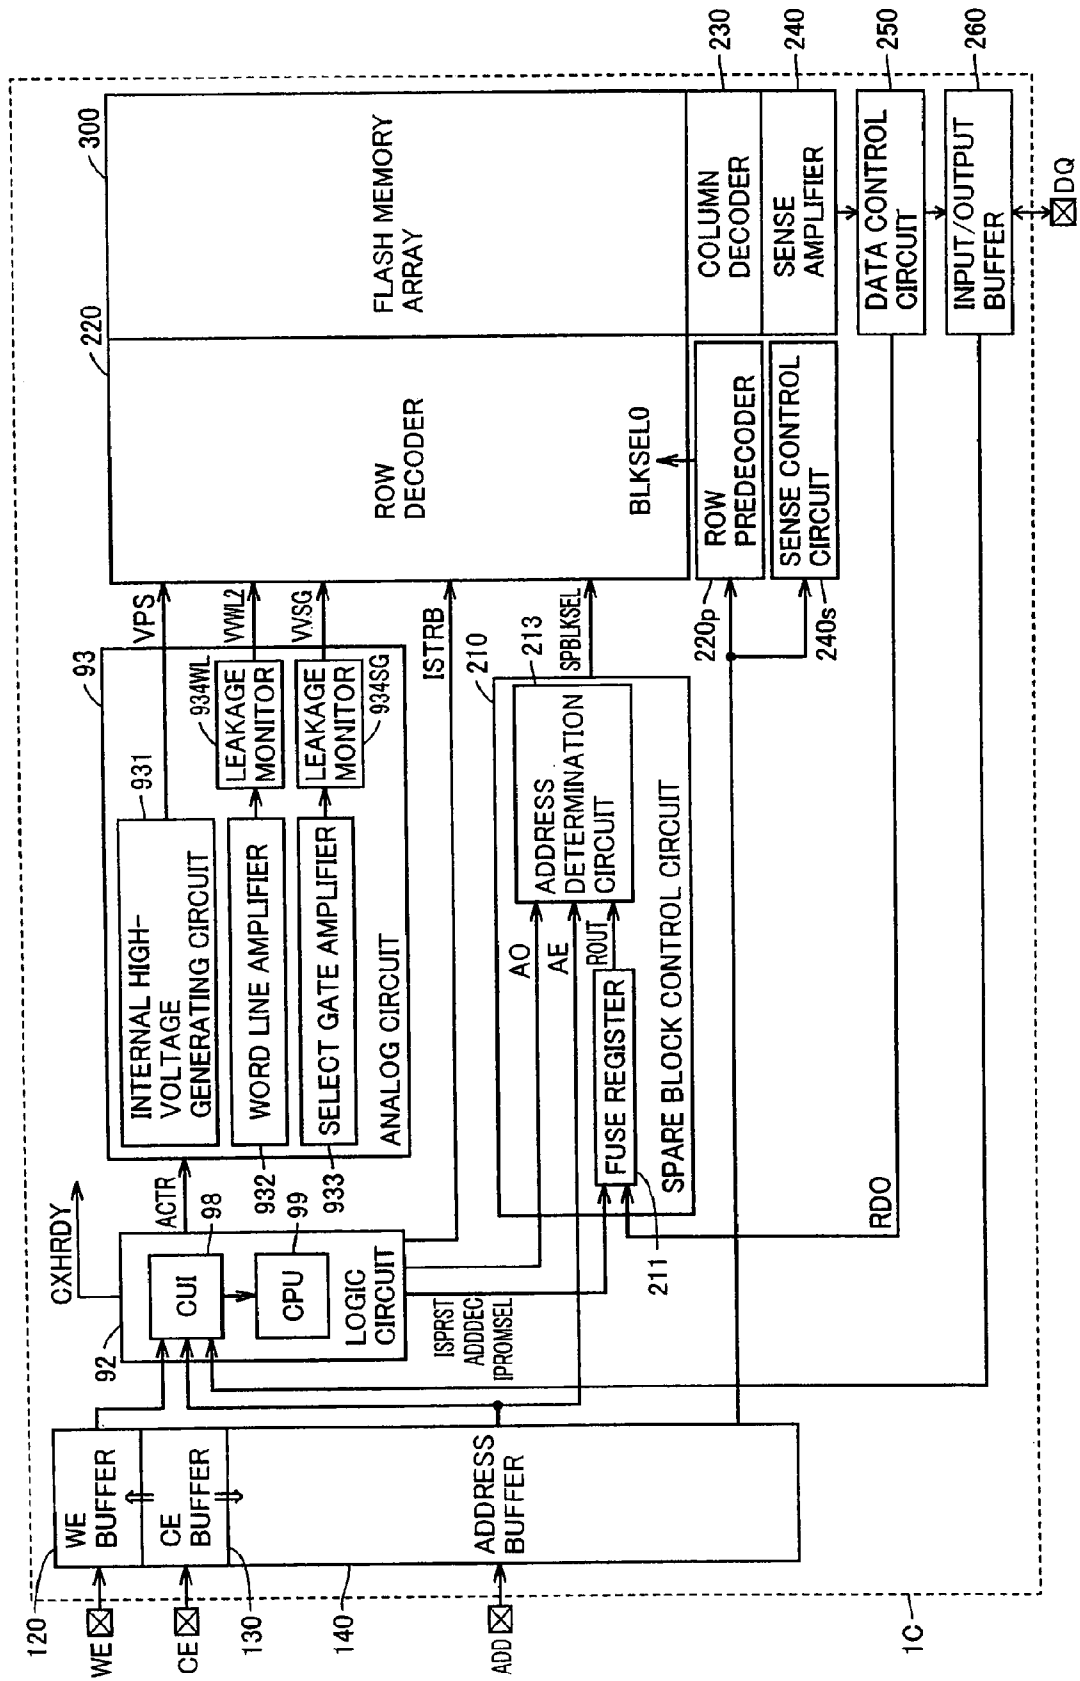 300
220
FLASH MEMORY
ARRAY
ROW
DECODER
BLKSEL0
COLUMN
DECODER
230
SENSE
AMPLIFIER
240
DATA CONTROL
CIRCUIT
250
INPUT/OUTPUT
BUFFER
260
DQ
ROW
PREDECODER
220p
SENSE CONTROL
CIRCUIT
240s
VPS
VVWL2
VVSG
ISTRB
SPBLKSEL
93
INTERNAL HIGH-
VOLTAGE
GENERATING CIRCUIT
931
WORD LINE AMPLIFIER
932
SELECT GATE AMPLIFIER
933
LEAKAGE
MONITOR
934WL
LEAKAGE
MONITOR
934SG
ANALOG CIRCUIT
210
213
ADDRESS
DETERMINATION
CIRCUIT
AO
AE
ROUT
FUSE REGISTER
211
SPARE BLOCK CONTROL CIRCUIT
RDO
CXHRDY
ACTR
92
CUI
98
CPU
99
LOGIC
CIRCUIT
ISPRST
ADDDEC
IPROMSEL
WE
BUFFER
120
CE
BUFFER
130
ADDRESS
BUFFER
140
WE
CE
ADD
1C